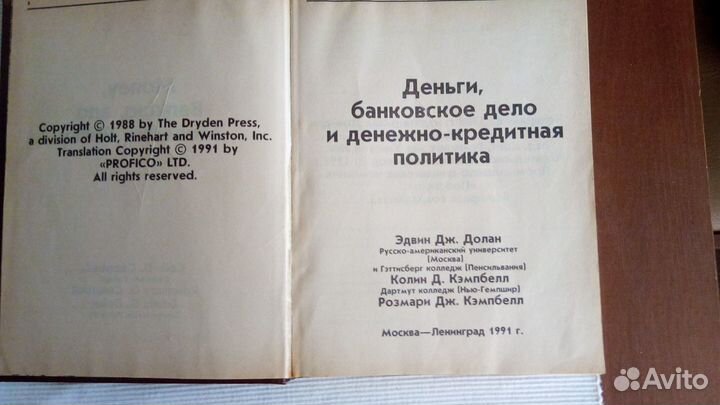 Copyright © 1988 by The Dryden Press,
a division of Holt, Rinehart and Winston, Inc.
Translation Copyright © 1991 by
«PROFICO» LTD.
All rights reserved.
Деньги,
банковское дело
и денежно-кредитная
политика
Эдвин Дж. Долан
Русско-американский университет
(Москва)
и Гэттисберг колледж (Пенсильвания)
Колин Д. Кэмпбелл
Дартмут колледж (Нью-Гемпшир)
Розмари Дж. Кэмпбелл
Москва—Ленинград 1991 г.
Avito